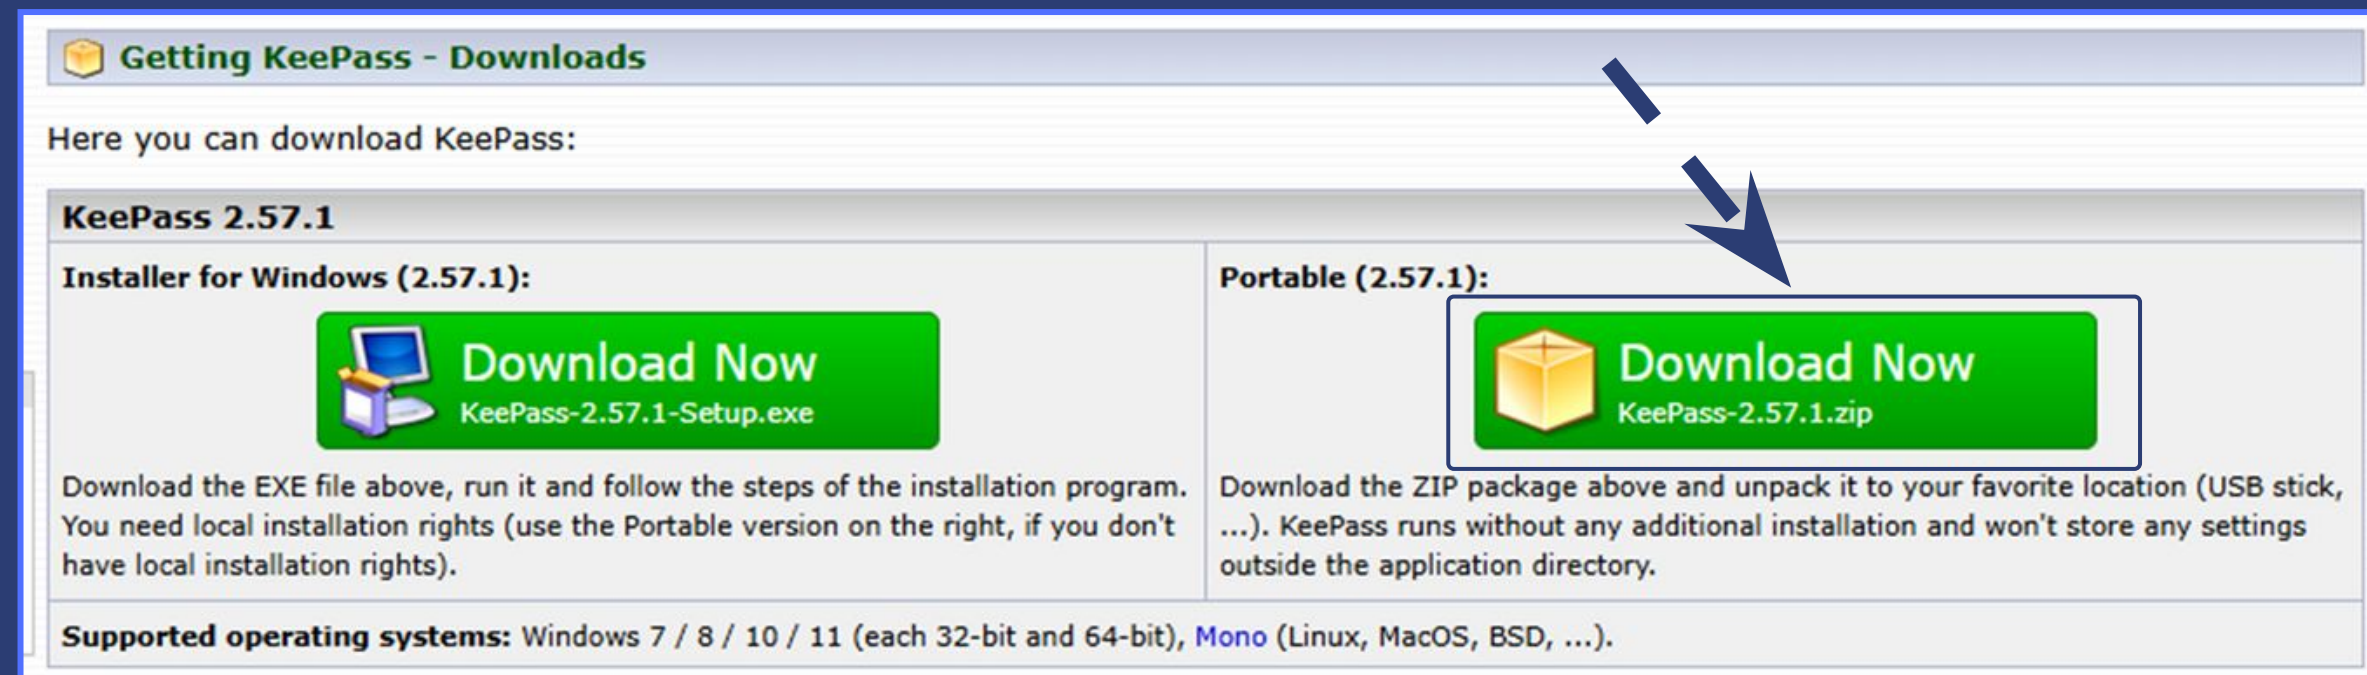 Getting KeePass - Downloads
Here you can download KeePass:
KeePass 2.57.1
Installer for Windows (2.57.1):
Download Now
KeePass-2.57.1-Setup.exe
Download the EXE file above, run it and follow the steps of the installation program.
You need local installation rights (use the Portable version on the right, if you don't
have local installation rights).
Portable (2.57.1):
Download Now
KeePass-2.57.1.zip
Download the ZIP package above and unpack it to your favorite location (USB stick,
...). KeePass runs without any additional installation and won't store any settings
outside the application directory.
Supported operating systems: Windows 7 / 8 / 10 / 11 (each 32-bit and 64-bit), Mono (Linux, MacOS, BSD, ...).